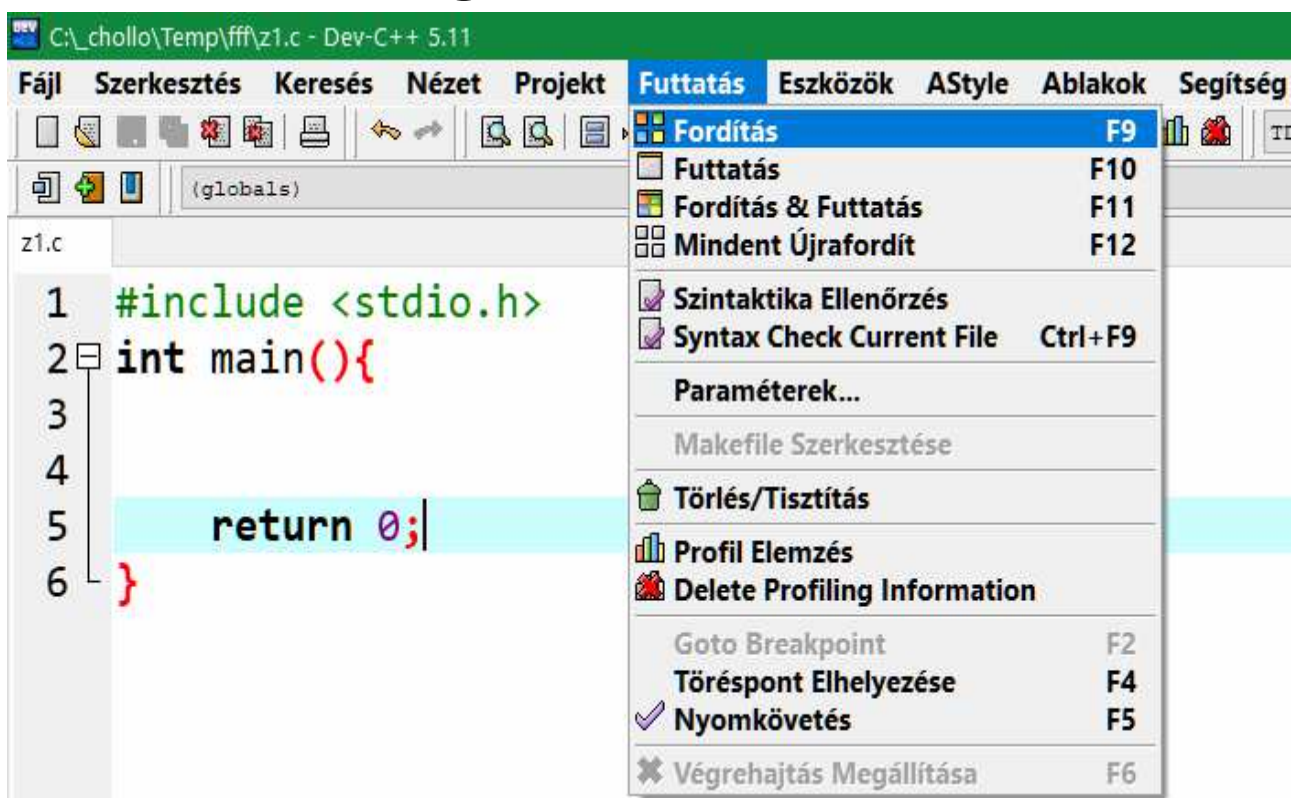 C:\_chollo\Temp\fff\z1.c - Dev-C++ 5.11
Fájl Szerkesztés Keresés Nézet Projekt Futtatás Eszközök AStyle Ablakok Segítség
(globals)
z1.c
1 #include <stdio.h>
2 int main(){
3
4
5 return 0;
6 }
Fordítás F9
Futtatás F10
Fordítás & Futtatás F11
Mindent Újrafordít F12
Szintaktika Ellenőrzés
Syntax Check Current File Ctrl+F9
Paraméterek...
Makefile Szerkesztése
Törlés/Tisztítás
Profil Elemzés
Delete Profiling Information
Goto Breakpoint F2
Töréspont Elhelyezése F4
Nyomkövetés F5
Végrehajtás Megállítása F6